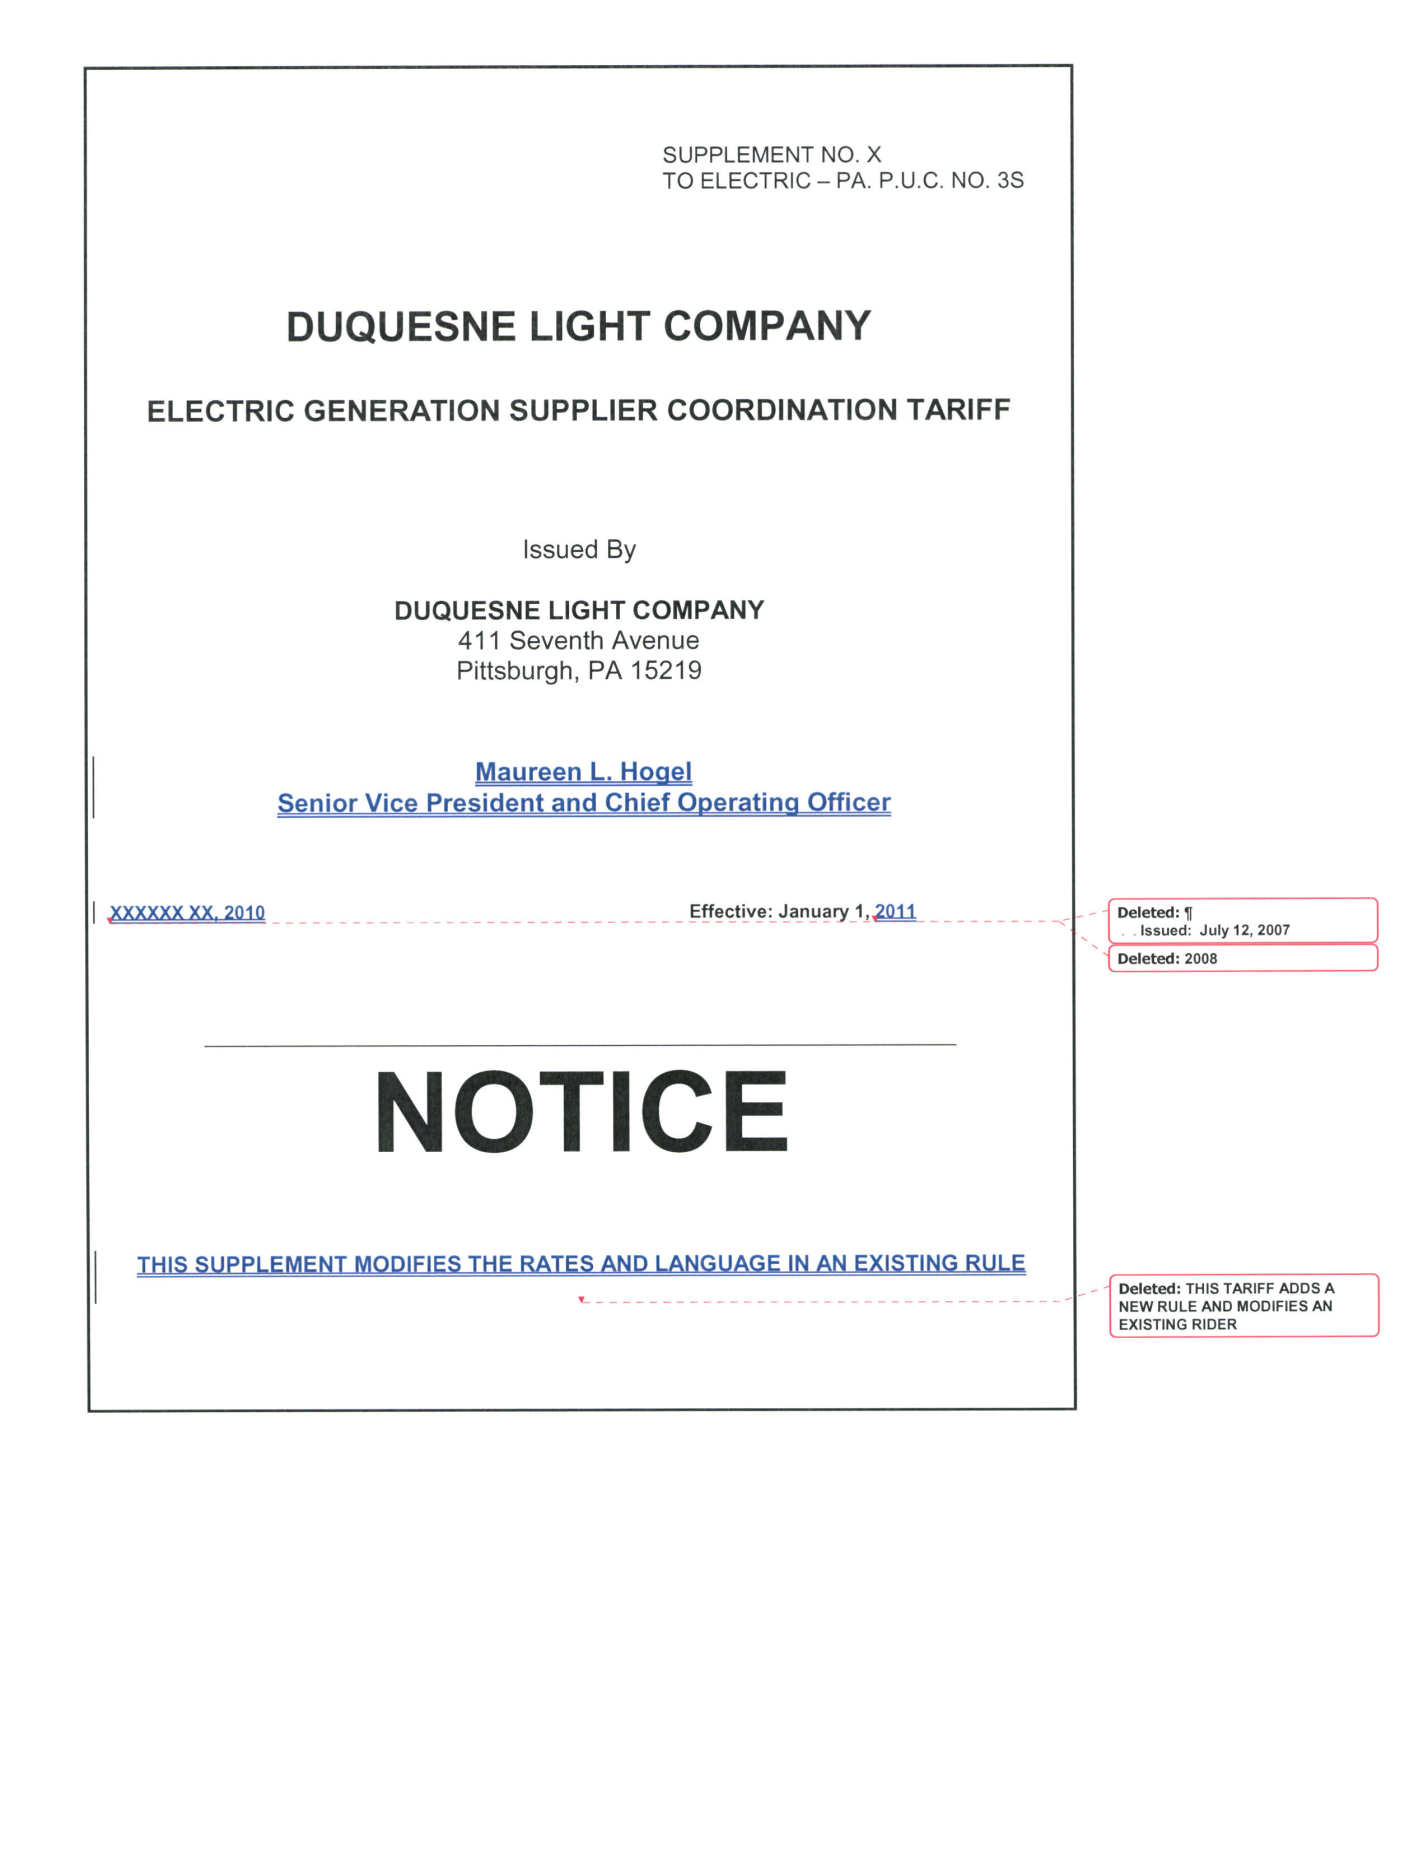 SUPPLEMENT NO. X
TO ELECTRIC – PA. P.U.C. NO. 3S
DUQUESNE LIGHT COMPANY
ELECTRIC GENERATION SUPPLIER COORDINATION TARIFF
Issued By
DUQUESNE LIGHT COMPANY
411 Seventh Avenue
Pittsburgh, PA 15219
Maureen L. Hogel
Senior Vice President and Chief Operating Officer
XXXXXX XX, 2010 Effective: January 1, 2011
Deleted: ¶
. . Issued: July 12, 2007
Deleted: 2008
NOTICE
THIS SUPPLEMENT MODIFIES THE RATES AND LANGUAGE IN AN EXISTING RULE
Deleted: THIS TARIFF ADDS A
NEW RULE AND MODIFIES AN
EXISTING RIDER